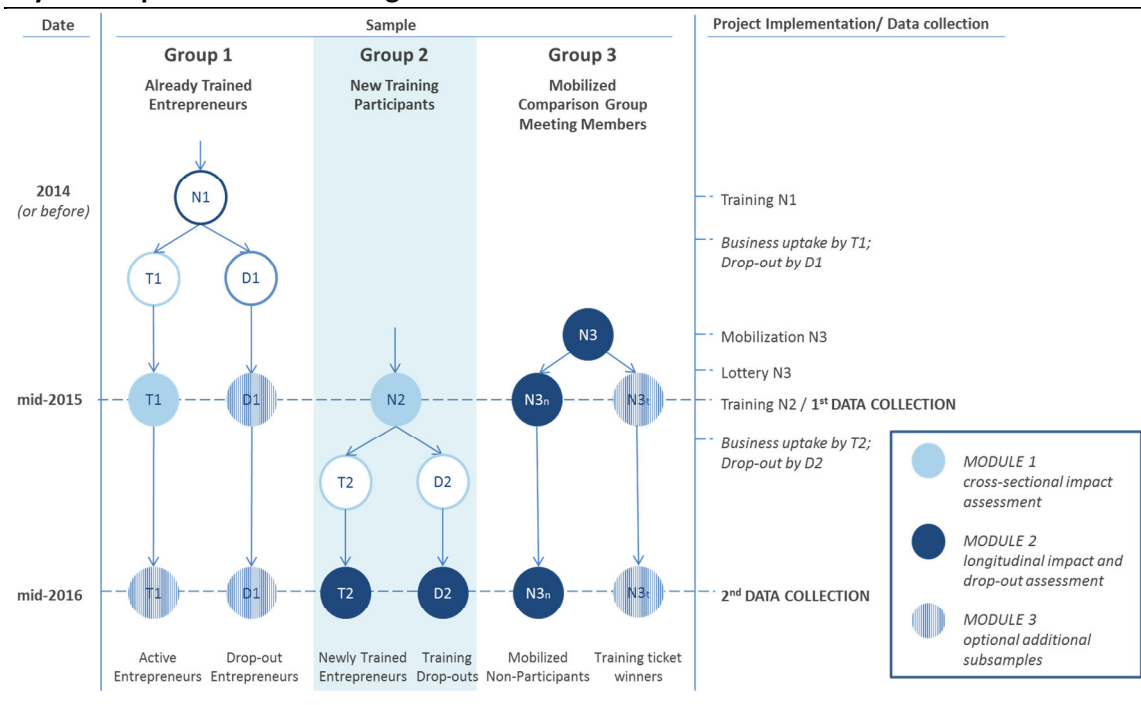 Date
Sample
Project Implementation/ Data collection
Group 1
Already Trained
Entrepreneurs
Group 2
New Training
Participants
Group 3
Mobilized
Comparison Group
Meeting Members
2014
(or before)
N1
Training N1
Business uptake by T1;
Drop-out by D1
T1
D1
N3
Mobilization N3
Lottery N3
mid-2015
T1
D1
N2
N3n
N3t
Training N2 / 1st DATA COLLECTION
Business uptake by T2;
Drop-out by D2
T2
D2
mid-2016
T1
D1
T2
D2
N3n
N3t
2nd DATA COLLECTION
Active
Entrepreneurs
Drop-out
Entrepreneurs
Newly Trained
Entrepreneurs
Training
Drop-outs
Mobilized
Non-Participants
Training ticket
winners
MODULE 1
cross-sectional impact
assessment
MODULE 2
longitudinal impact and
drop-out assessment
MODULE 3
optional additional
subsamples